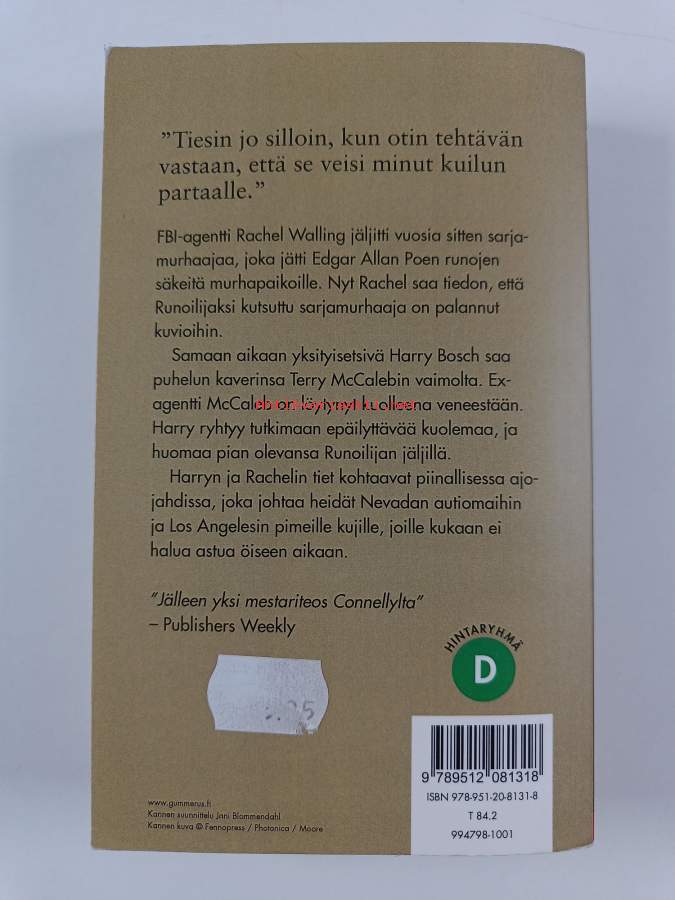 ”Tiesin jo silloin, kun otin tehtävän
vastaan, että se veisi minut kuilun
partaalle.”
FBI-agentti Rachel Walling jäljitti vuosia sitten sarja-
murhaajaa, joka jätti Edgar Allan Poen runojen
säkeitä murhapaikoille. Nyt Rachel saa tiedon, että
Runoilijaksi kutsuttu sarjamurhaaja on palannut
kuvioihin.
Samaan aikaan yksityisetsivä Harry Bosch saa
puhelun kaverinsa Terry McCalebin vaimolta. Ex-
agentti McCaleb on löytynyt kuolleena veneestään.
Harry ryhtyy tutkimaan epäilyttävää kuolemaa, ja
huomaa pian olevansa Runoilijan jäljillä.
Harryn ja Rachelin tiet kohtaavat piinallisessa ajo-
jahdissa, joka johtaa heidät Nevadan autiomaihin
ja Los Angelesin pimeille kujille, joille kukaan ei
halua astua öiseen aikaan.
”Jälleen yksi mestariteos Connellylta”
– Publishers Weekly
HINTARYHMÄ
D
9 789512 081318
ISBN 978-951-20-8131-8
T 84.2
994798-1001
www.gummerus.fi
Kannen suunnittelu Jnni Blommendahl
Kannen kuva © Fennopress / Photonica / Moore